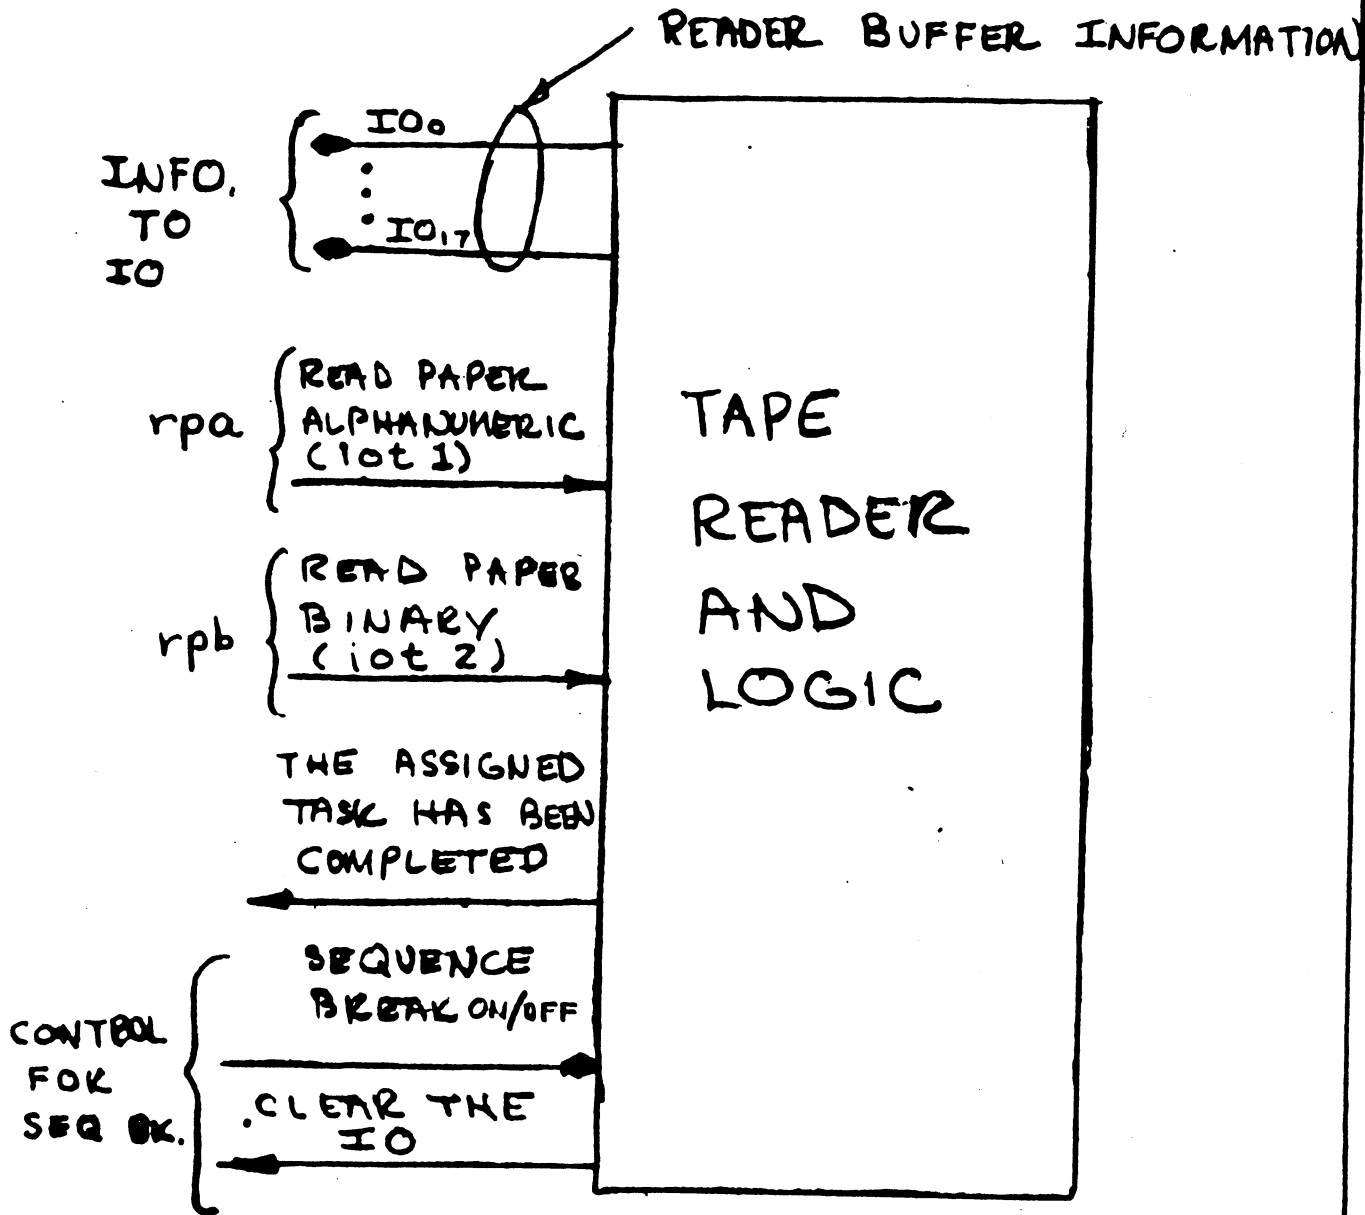 READER BUFFER INFORMATION
IO₀
INFO.
TO
IO
IO₁₇
rpa
READ PAPER
ALPHANUMERIC
(iot 1)
rpb
READ PAPER
BINARY
(iot 2)
TAPE
READER
AND
LOGIC
THE ASSIGNED
TASK HAS BEEN
COMPLETED
CONTROL
FOR
SEQ BK.
SEQUENCE
BREAK ON/OFF
CLEAR THE
IO